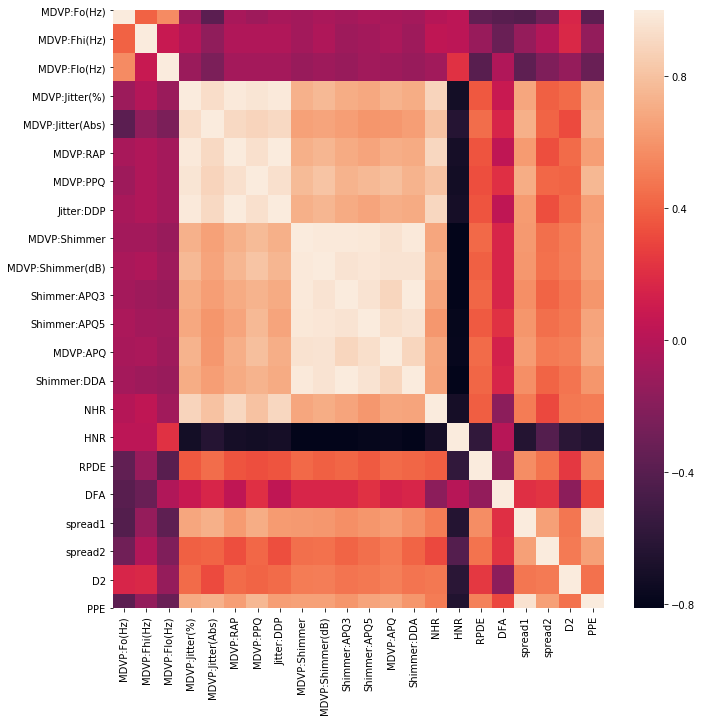 MDVP:Fo(Hz)
MDVP:Fhi(Hz)
MDVP:Flo(Hz)
MDVP:Jitter(%)
MDVP:Jitter(Abs)
MDVP:RAP
MDVP:PPQ
Jitter:DDP
MDVP:Shimmer
MDVP:Shimmer(dB)
Shimmer:APQ3
Shimmer:APQ5
MDVP:APQ
Shimmer:DDA
NHR
HNR
RPDE
DFA
spread1
spread2
D2
PPE
MDVP:Fo(Hz)
MDVP:Fhi(Hz)
MDVP:Flo(Hz)
MDVP:Jitter(%)
MDVP:Jitter(Abs)
MDVP:RAP
MDVP:PPQ
Jitter:DDP
MDVP:Shimmer
MDVP:Shimmer(dB)
Shimmer:APQ3
Shimmer:APQ5
MDVP:APQ
Shimmer:DDA
NHR
HNR
RPDE
DFA
spread1
spread2
D2
PPE
0.8
0.4
0.0
−0.4
−0.8